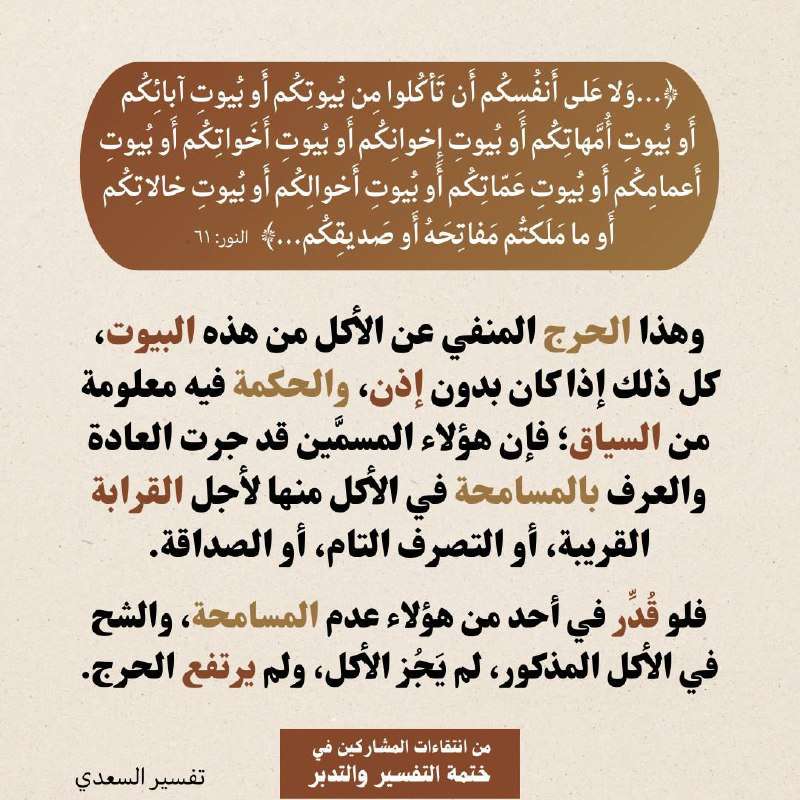 ﴿...وَلا عَلى أَنفُسِكُم أَن تَأكُلوا مِن بُيوتِكُم أَو بُيوتِ آبائِكُم
أَو بُيوتِ أُمَّهاتِكُم أَو بُيوتِ إِخوانِكُم أَو بُيوتِ أَخَواتِكُم أَو بُيوتِ
أَعمامِكُم أَو بُيوتِ عَمّاتِكُم أَو بُيوتِ أَخوالِكُم أَو بُيوتِ خالاتِكُم
أَو ما مَلَكتُم مَفاتِحَهُ أَو صَديقِكُم...﴾ النور: ٦١
وهذا الحرج المنفي عن الأكل من هذه البيوت،
كل ذلك إذا كان بدون إذن، والحكمة فيه معلومة
من السياق؛ فإن هؤلاء المسمَّين قد جرت العادة
والعرف بالمسامحة في الأكل منها لأجل القرابة
القريبة، أو التصرف التام، أو الصداقة.
فلو قُدِّر في أحد من هؤلاء عدم المسامحة، والشح
في الأكل المذكور، لم يَجُز الأكل، ولم يرتفع الحرج.
من انتقاءات المشاركين في
ختمة التفسير والتدبر
تفسير السعدي